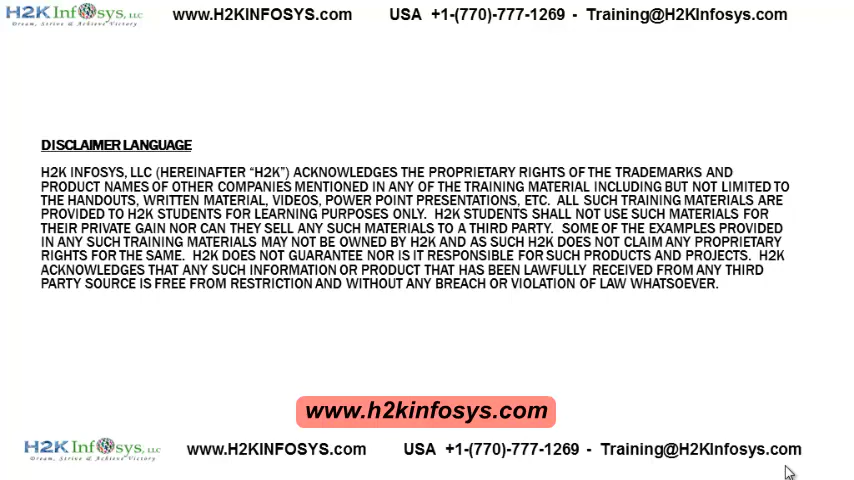 H2K Infosys, LLC
Dream, Strive & Achieve Victory
www.H2KINFOSYS.com USA +1-(770)-777-1269 - Training@H2KInfosys.com
DISCLAIMER LANGUAGE
H2K INFOSYS, LLC (HEREINAFTER “H2K”) ACKNOWLEDGES THE PROPRIETARY RIGHTS OF THE TRADEMARKS AND
PRODUCT NAMES OF OTHER COMPANIES MENTIONED IN ANY OF THE TRAINING MATERIAL INCLUDING BUT NOT LIMITED TO
THE HANDOUTS, WRITTEN MATERIAL, VIDEOS, POWER POINT PRESENTATIONS, ETC. ALL SUCH TRAINING MATERIALS ARE
PROVIDED TO H2K STUDENTS FOR LEARNING PURPOSES ONLY. H2K STUDENTS SHALL NOT USE SUCH MATERIALS FOR
THEIR PRIVATE GAIN NOR CAN THEY SELL ANY SUCH MATERIALS TO A THIRD PARTY. SOME OF THE EXAMPLES PROVIDED
IN ANY SUCH TRAINING MATERIALS MAY NOT BE OWNED BY H2K AND AS SUCH H2K DOES NOT CLAIM ANY PROPRIETARY
RIGHTS FOR THE SAME. H2K DOES NOT GUARANTEE NOR IS IT RESPONSIBLE FOR SUCH PRODUCTS AND PROJECTS. H2K
ACKNOWLEDGES THAT ANY SUCH INFORMATION OR PRODUCT THAT HAS BEEN LAWFULLY RECEIVED FROM ANY THIRD
PARTY SOURCE IS FREE FROM RESTRICTION AND WITHOUT ANY BREACH OR VIOLATION OF LAW WHATSOEVER.
www.h2kinfosys.com
H2K Infosys, LLC
Dream, Strive & Achieve Victory
www.H2KINFOSYS.com USA +1-(770)-777-1269 - Training@H2KInfosys.com